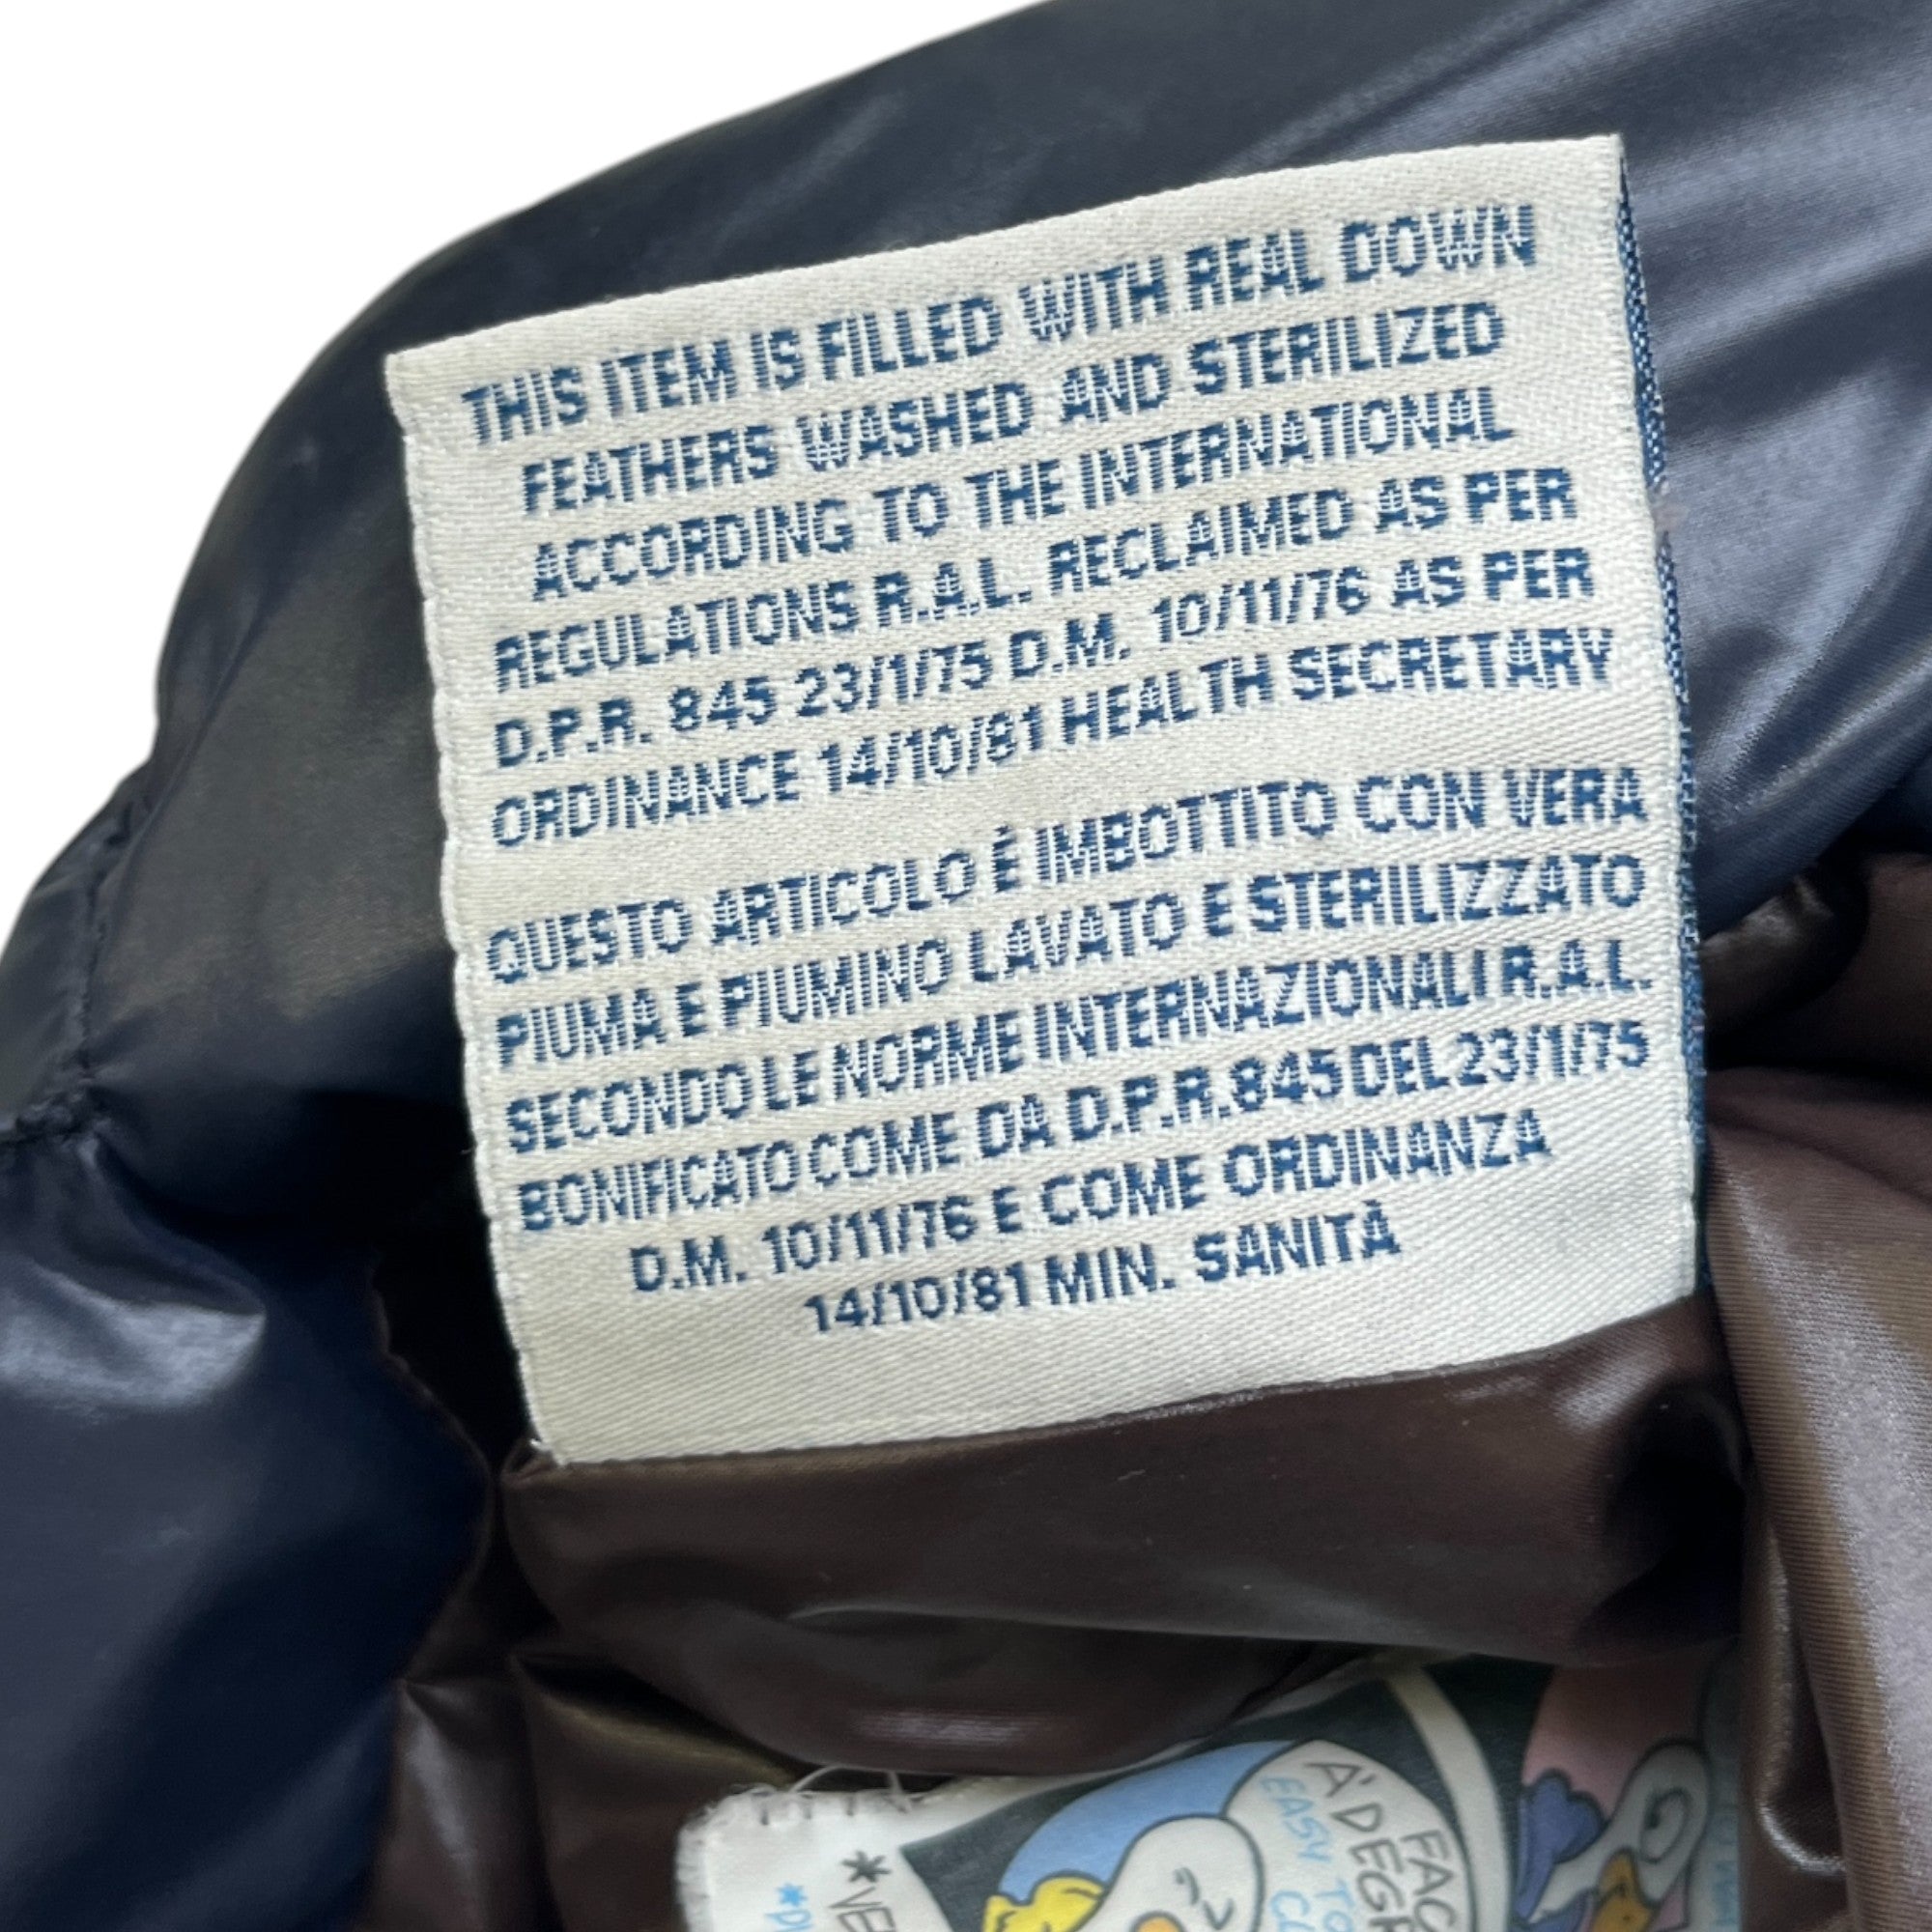 THIS ITEM IS FILLED WITH REAL DOWN
FEATHERS WASHED AND STERILIZED
ACCORDING TO THE INTERNATIONAL
REGULATIONS R.A.L. RECLAIMED AS PER
D.P.R. 845 23/1/75 D.M. 10/11/76 AS PER
ORDINANCE 14/10/81 HEALTH SECRETARY
QUESTO ARTICOLO É IMBOTTITO CON VERA
PIUMA E PIUMINO LAVATO E STERILIZZATO
SECONDO LE NORME INTERNAZIONALI R.A.L.
BONIFICATO COME DA D.P.R. 845 DEL 23/1/75
D.M. 10/11/76 E COME ORDINANZA
14/10/81 MIN. SANITÀ
A' DEGR
EASY TO